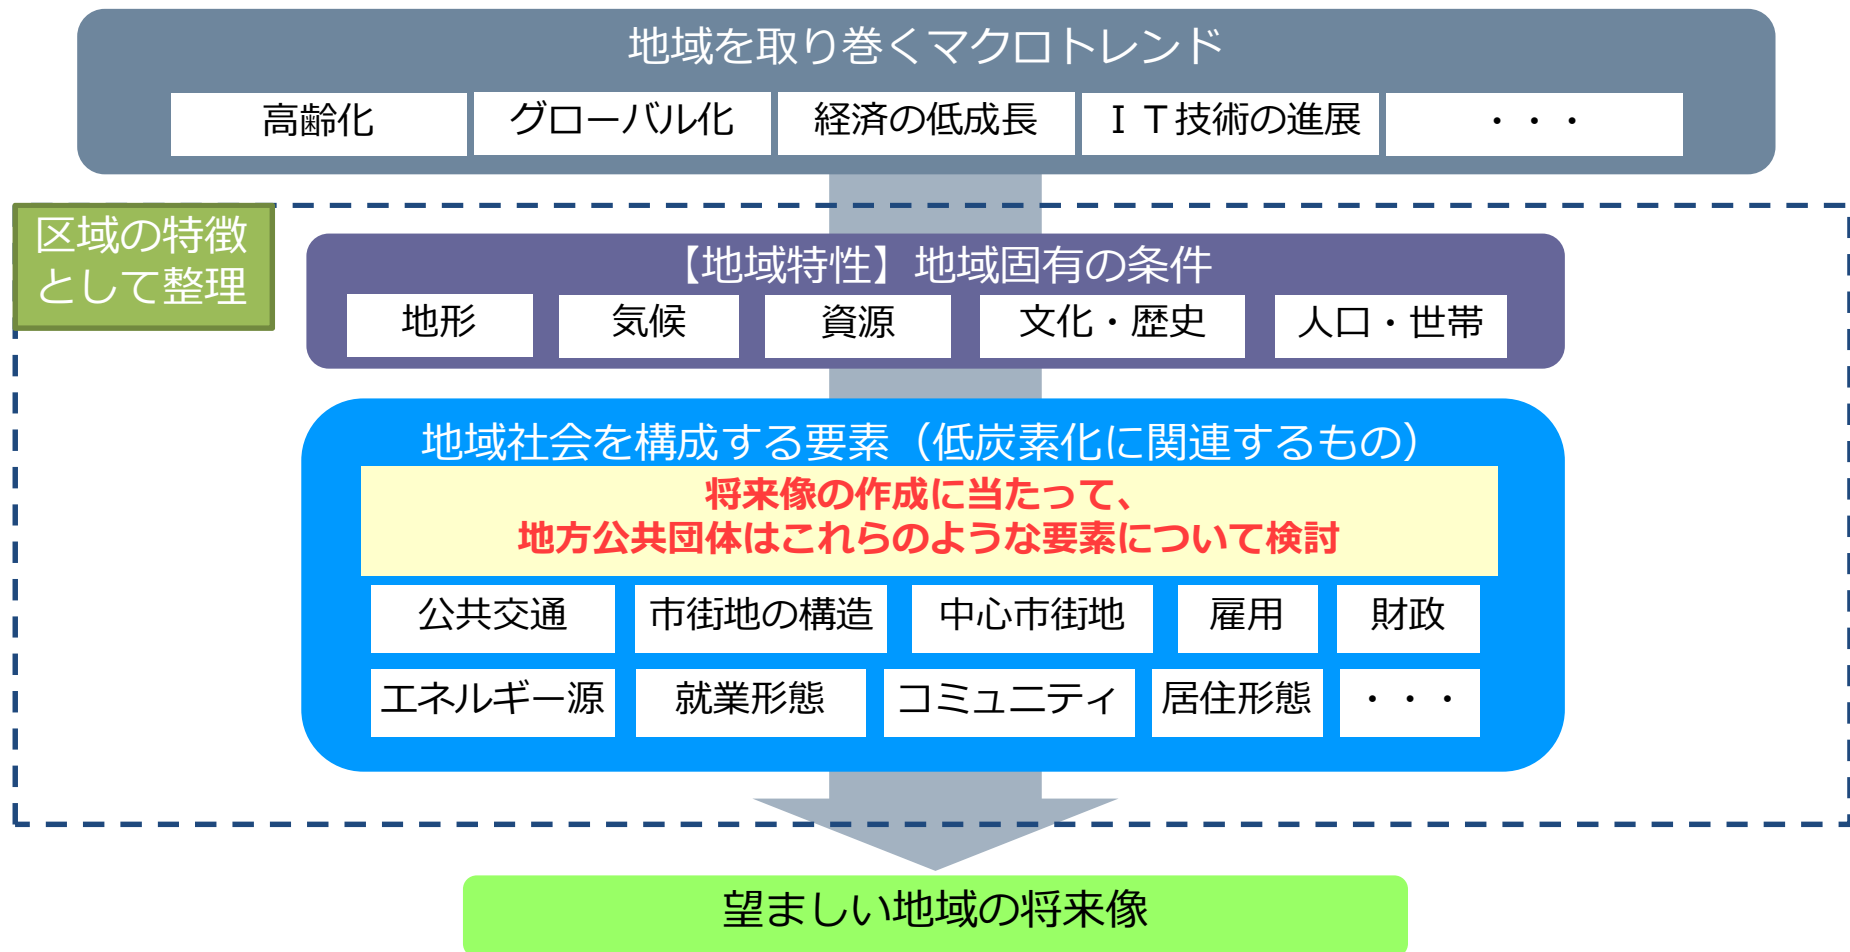 地域を取り巻くマクロトレンド
高齢化
グローバル化
経済の低成長
ＩＴ技術の進展
・・・
区域の特徴
として整理
【地域特性】地域固有の条件
地形
気候
資源
文化・歴史
人口・世帯
地域社会を構成する要素（低炭素化に関連するもの）
将来像の作成に当たって、
地方公共団体はこれらのような要素について検討
公共交通
市街地の構造
中心市街地
雇用
財政
エネルギー源
就業形態
コミュニティ
居住形態
・・・
望ましい地域の将来像